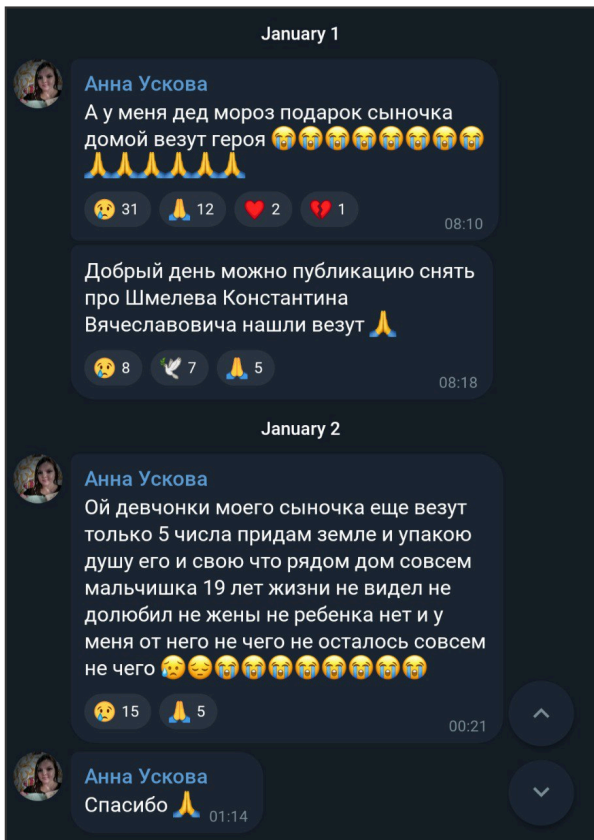 January 1
Анна Ускова
А у меня дед мороз подарок сыночка
домой везут героя 😭😭😭😭😭😭😭😭
🙏🙏🙏🙏🙏🙏
😢 31 🙏 12 ❤️ 2 💔 1
08:10
Добрый день можно публикацию снять
про Шмелева Константина
Вячеславовича нашли везут 🙏
😢 8 🕊 7 🙏 5
08:18
January 2
Анна Ускова
Ой девчонки моего сыночка еще везут
только 5 числа придам земле и упакою
душу его и свою что рядом дом совсем
мальчишка 19 лет жизни не видел не
долюбил не жены не ребенка нет и у
меня от него не чего не осталось совсем
не чего 😥😔😭😭😭😭😭😭😭😭
😢 15 🙏 5
00:21
Анна Ускова
Спасибо 🙏 01:14